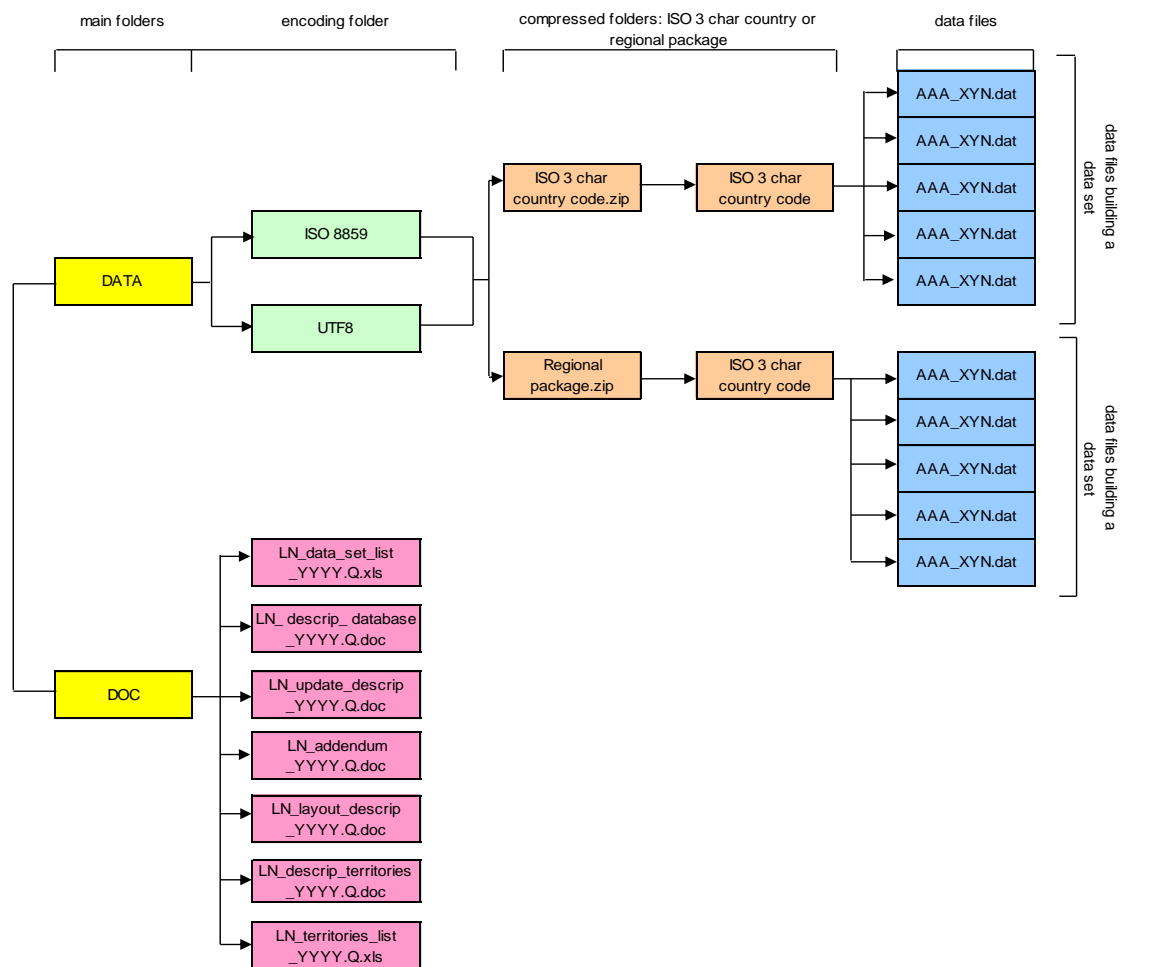 main folders
encoding folder
compressed folders: ISO 3 char country or
regional package
data files
DATA
ISO 8859
UTF8
ISO 3 char
country code.zip
ISO 3 char
country code
AAA_XYN.dat
AAA_XYN.dat
AAA_XYN.dat
AAA_XYN.dat
AAA_XYN.dat
data files building a
data set
Regional
package.zip
ISO 3 char
country code
AAA_XYN.dat
AAA_XYN.dat
AAA_XYN.dat
AAA_XYN.dat
AAA_XYN.dat
data files building a
data set
DOC
LN_data_set_list
_YYYY.Q.xls
LN_ descrip_ database
_YYYY.Q.doc
LN_update_descrip
_YYYY.Q.doc
LN_addendum
_YYYY.Q.doc
LN_layout_descrip
_YYYY.Q.doc
LN_descrip_territories
_YYYY.Q.doc
LN_territories_list
_YYYY.Q.xls